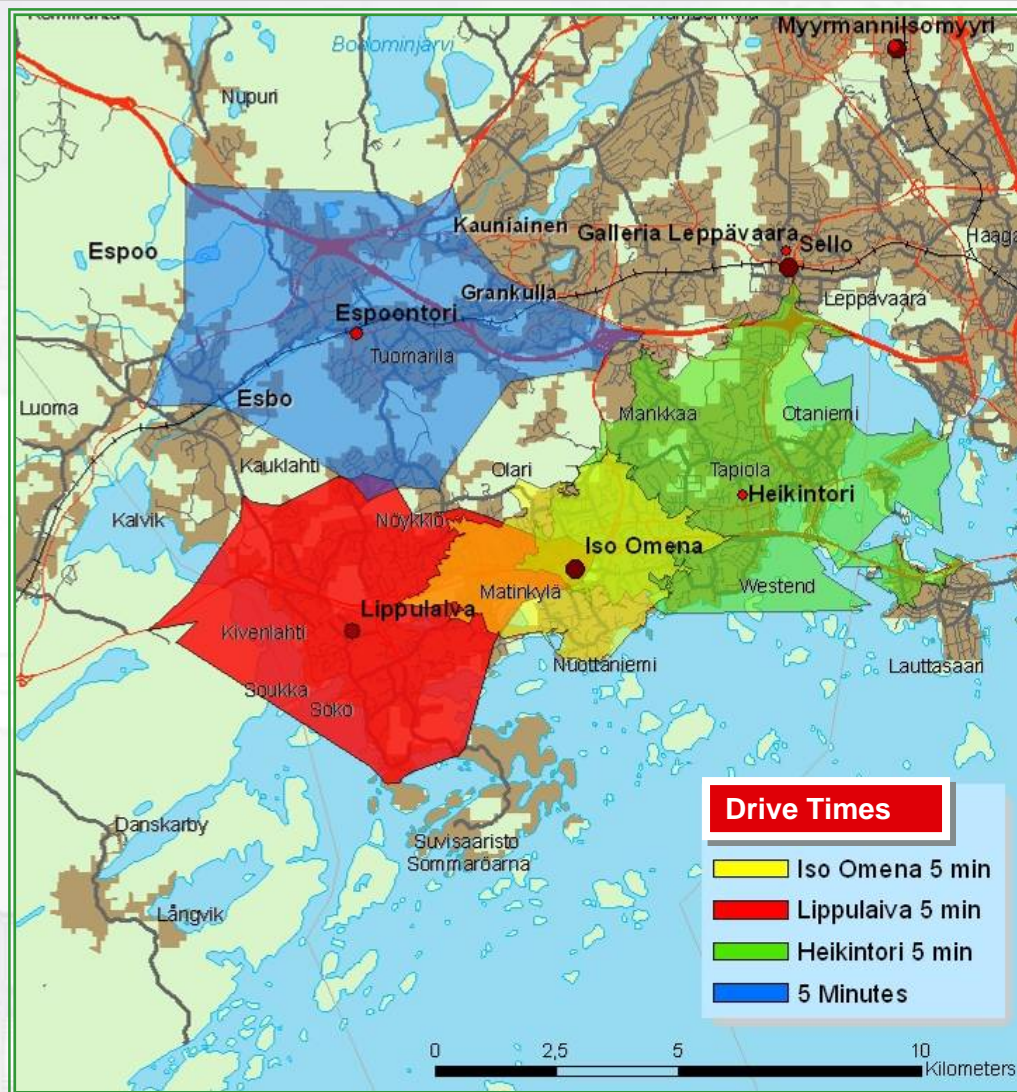 Bodominjärvi
Myyrmannilsomyyri
Nupuri
Kauniainen
Galleria Leppävaara
Sello
Haaga
Espoo
Grankulla
Leppävaara
Espoontori
Tuomarila
Esbo
Luoma
Mankkaa
Otaniemi
Kauklahti
Olari
Tapiola
Heikintori
Kalvik
Nöykkiö
Iso Omena
Matinkylä
Westend
Lippulaiva
Kivenlahti
Nuottaniemi
Lauttasaari
Soukka
Soko
Danskarby
Suvisaaristo
Sommaröarna
Långvik
Drive Times
Iso Omena 5 min
Lippulaiva 5 min
Heikintori 5 min
5 Minutes
0 2,5 5 10
Kilometers